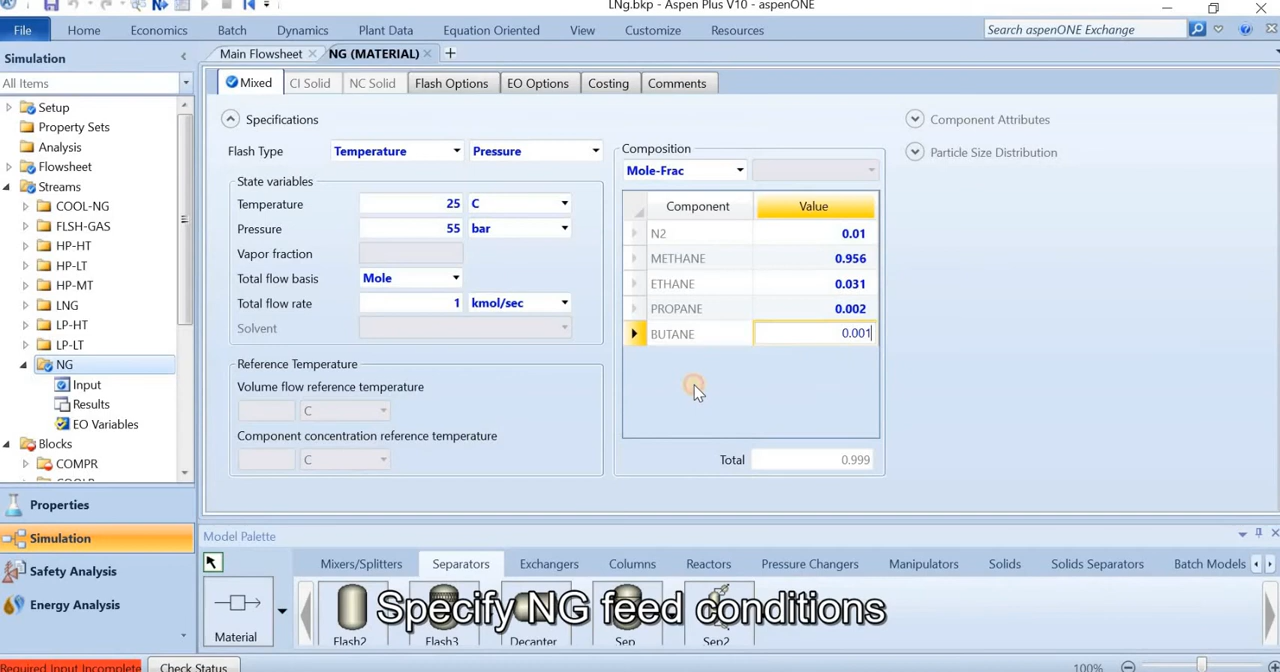 LNg.bkp - Aspen Plus V10 - aspenONE
File Home Economics Batch Dynamics Plant Data Equation Oriented View Customize Resources Search aspenONE Exchange
Simulation
Main Flowsheet NG (MATERIAL)
All Items
Mixed CI Solid NC Solid Flash Options EO Options Costing Comments
Setup
Property Sets
Analysis
Flowsheet
Streams
COOL-NG
FLSH-GAS
HP-HT
HP-LT
HP-MT
LNG
LP-HT
LP-LT
NG
Input
Results
EO Variables
Blocks
COMPR
Properties
Simulation
Safety Analysis
Energy Analysis
Specifications
Flash Type Temperature Pressure
State variables
Temperature 25 C
Pressure 55 bar
Vapor fraction
Total flow basis Mole
Total flow rate 1 kmol/sec
Solvent
Reference Temperature
Volume flow reference temperature
C
Component concentration reference temperature
C
Composition
Mole-Frac
Component Value
N2 0.01
METHANE 0.956
ETHANE 0.031
PROPANE 0.002
BUTANE 0.001
Total 0.999
Component Attributes
Particle Size Distribution
Model Palette
Mixers/Splitters Separators Exchangers Columns Reactors Pressure Changers Manipulators Solids Solids Separators Batch Models
Material Flash2 Flash3 Decanter Sep Sep2
Specify NG feed conditions
Required Input Incomplete Check Status 100%